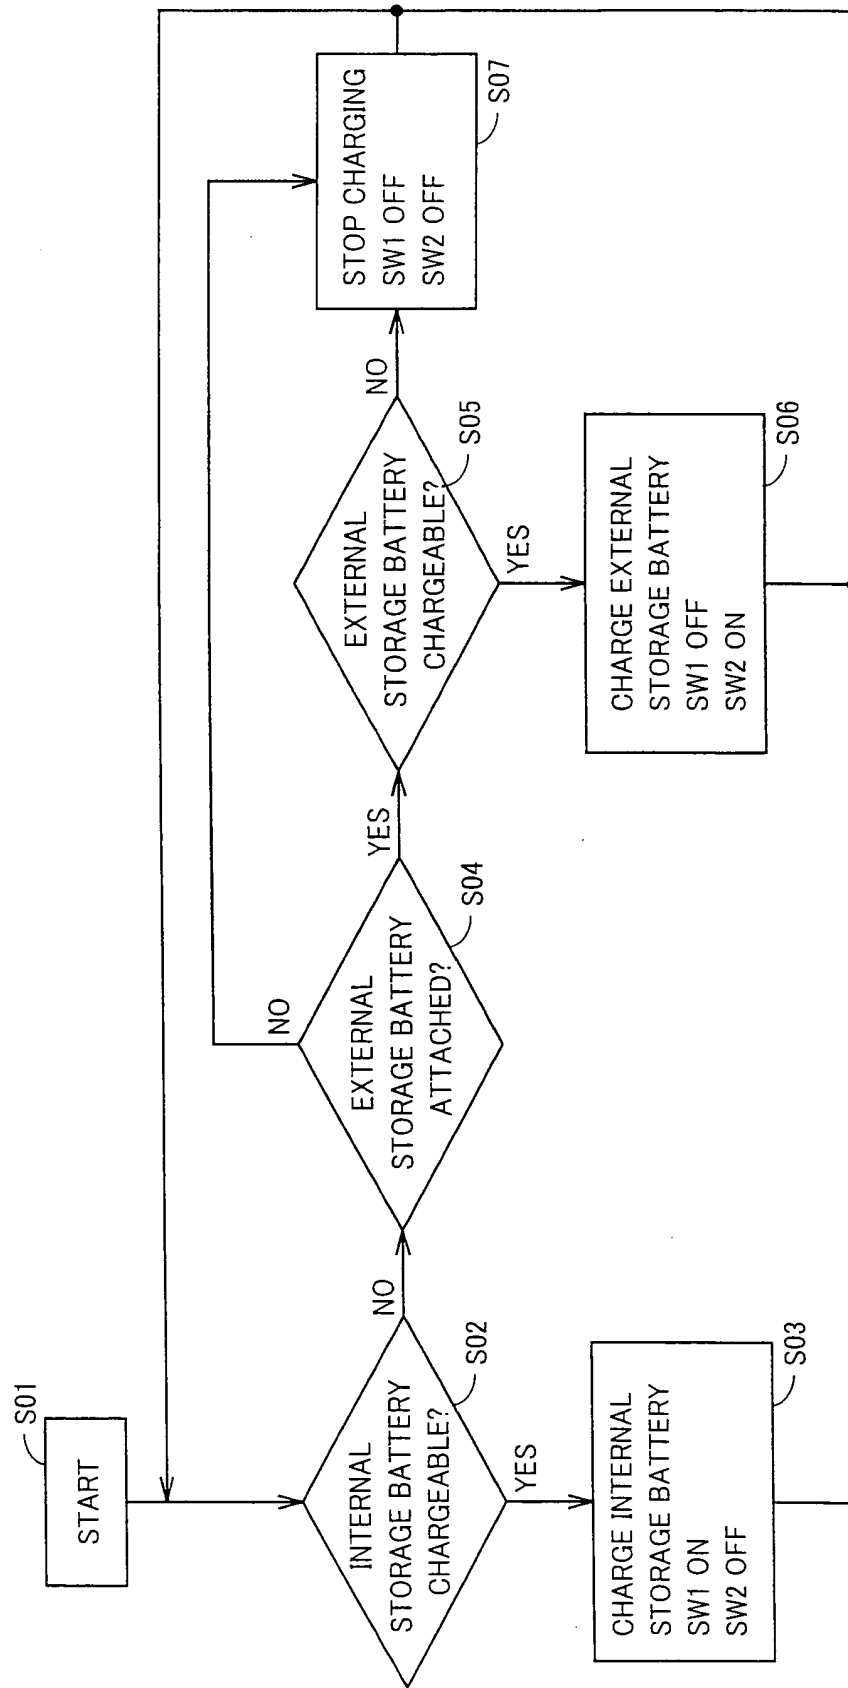 START
S01
INTERNAL
STORAGE BATTERY
CHARGEABLE?
S02
YES
NO
CHARGE INTERNAL
STORAGE BATTERY
SW1 ON
SW2 OFF
S03
EXTERNAL
STORAGE BATTERY
ATTACHED?
S04
NO
YES
EXTERNAL
STORAGE BATTERY
CHARGEABLE?
S05
YES
NO
CHARGE EXTERNAL
STORAGE BATTERY
SW1 OFF
SW2 ON
S06
STOP CHARGING
SW1 OFF
SW2 OFF
S07